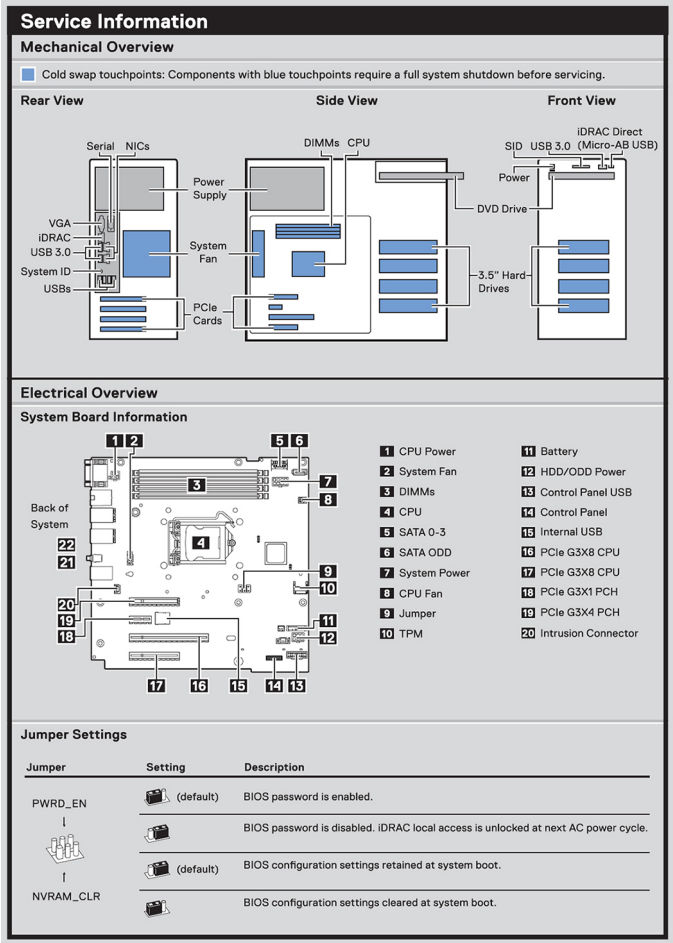 Service Information
Mechanical Overview
Cold swap touchpoints: Components with blue touchpoints require a full system shutdown before servicing.
Rear View
Side View
Front View
Serial NICs
VGA
iDRAC
USB 3.0
System ID
USBs
Power
Supply
System
Fan
PCIe
Cards
DIMMs CPU
iDRAC Direct
SID USB 3.0 (Micro-AB USB)
Power
DVD Drive
3.5" Hard
Drives
Electrical Overview
System Board Information
Back of
System
1
2
3
4
5
6
7
8
9
10
11
12
13
14
15
16
17
18
19
20
21
22
1 CPU Power
2 System Fan
3 DIMMs
4 CPU
5 SATA 0-3
6 SATA ODD
7 System Power
8 CPU Fan
9 Jumper
10 TPM
11 Battery
12 HDD/ODD Power
13 Control Panel USB
14 Control Panel
15 Internal USB
16 PCIe G3X8 CPU
17 PCIe G3X8 CPU
18 PCIe G3X1 PCH
19 PCIe G3X4 PCH
20 Intrusion Connector
Jumper Settings
Jumper Setting Description
PWRD_EN
NVRAM_CLR
(default) BIOS password is enabled.
BIOS password is disabled. iDRAC local access is unlocked at next AC power cycle.
(default) BIOS configuration settings retained at system boot.
BIOS configuration settings cleared at system boot.